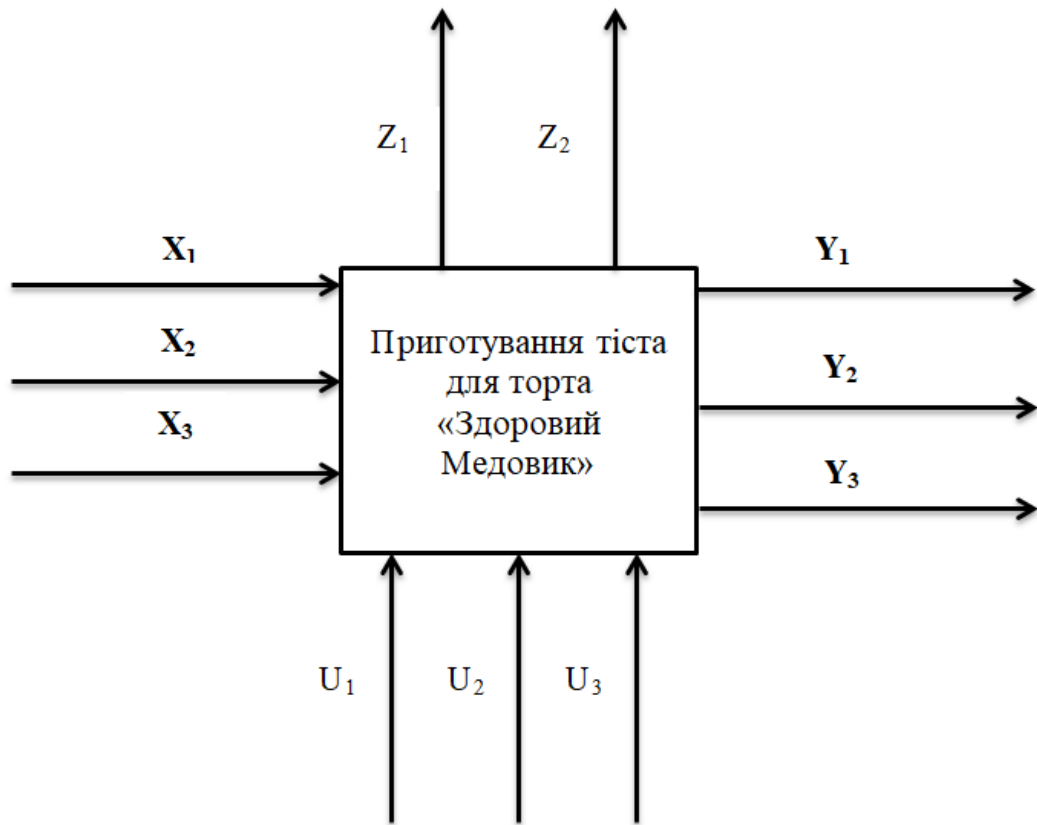 Z₁ Z₂
X₁ Y₁
X₂ Y₂
X₃ Y₃
Приготування тіста
для торта
«Здоровий
Медовик»
U₁ U₂ U₃